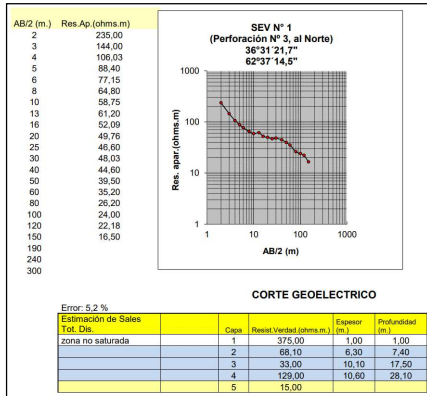 AB/2 (m.) Res.Ap.(ohms.m)
2 235,00
3 144,00
4 106,03
5 88,40
6 77,15
8 64,80
10 58,75
13 61,20
16 52,09
20 49,76
25 46,60
30 48,03
40 44,60
50 39,50
60 35,20
80 26,20
100 24,00
120 22,18
150 16,50
190
240
300
SEV N° 1
(Perforación Nº 3, al Norte)
36°31´21,7"
62°37´14,5"
Res. apar.(ohms.m)
1000
100
10
1
1 10 100 1000
AB/2 (m)
CORTE GEOELECTRICO
Error: 5,2 %
Estimación de Sales
Tot. Dis. Capa Resist.Verdad.(ohms.m.) Espesor (m.) Profundidad (m.)
zona no saturada 1 375,00 1,00 1,00
2 68,10 6,30 7,40
3 33,00 10,10 17,50
4 129,00 10,60 28,10
5 15,00